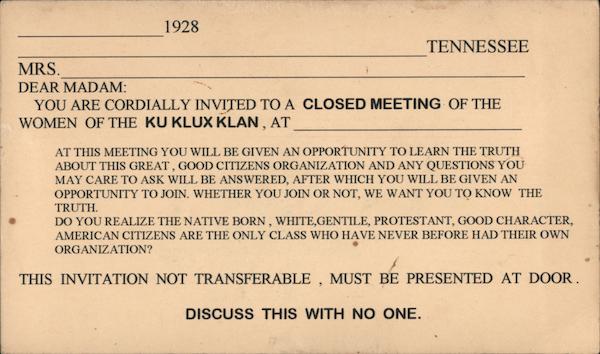 ____________________1928
____________________TENNESSEE
MRS.____________________
DEAR MADAM:
YOU ARE CORDIALLY INVITED TO A CLOSED MEETING OF THE
WOMEN OF THE KU KLUX KLAN , AT ____________________
AT THIS MEETING YOU WILL BE GIVEN AN OPPORTUNITY TO LEARN THE TRUTH
ABOUT THIS GREAT , GOOD CITIZENS ORGANIZATION AND ANY QUESTIONS YOU
MAY CARE TO ASK WILL BE ANSWERED, AFTER WHICH YOU WILL BE GIVEN AN
OPPORTUNITY TO JOIN. WHETHER YOU JOIN OR NOT, WE WANT YOU TO KNOW THE
TRUTH.
DO YOU REALIZE THE NATIVE BORN , WHITE,GENTILE, PROTESTANT, GOOD CHARACTER,
AMERICAN CITIZENS ARE THE ONLY CLASS WHO HAVE NEVER BEFORE HAD THEIR OWN
ORGANIZATION?
THIS INVITATION NOT TRANSFERABLE , MUST BE PRESENTED AT DOOR .
DISCUSS THIS WITH NO ONE.